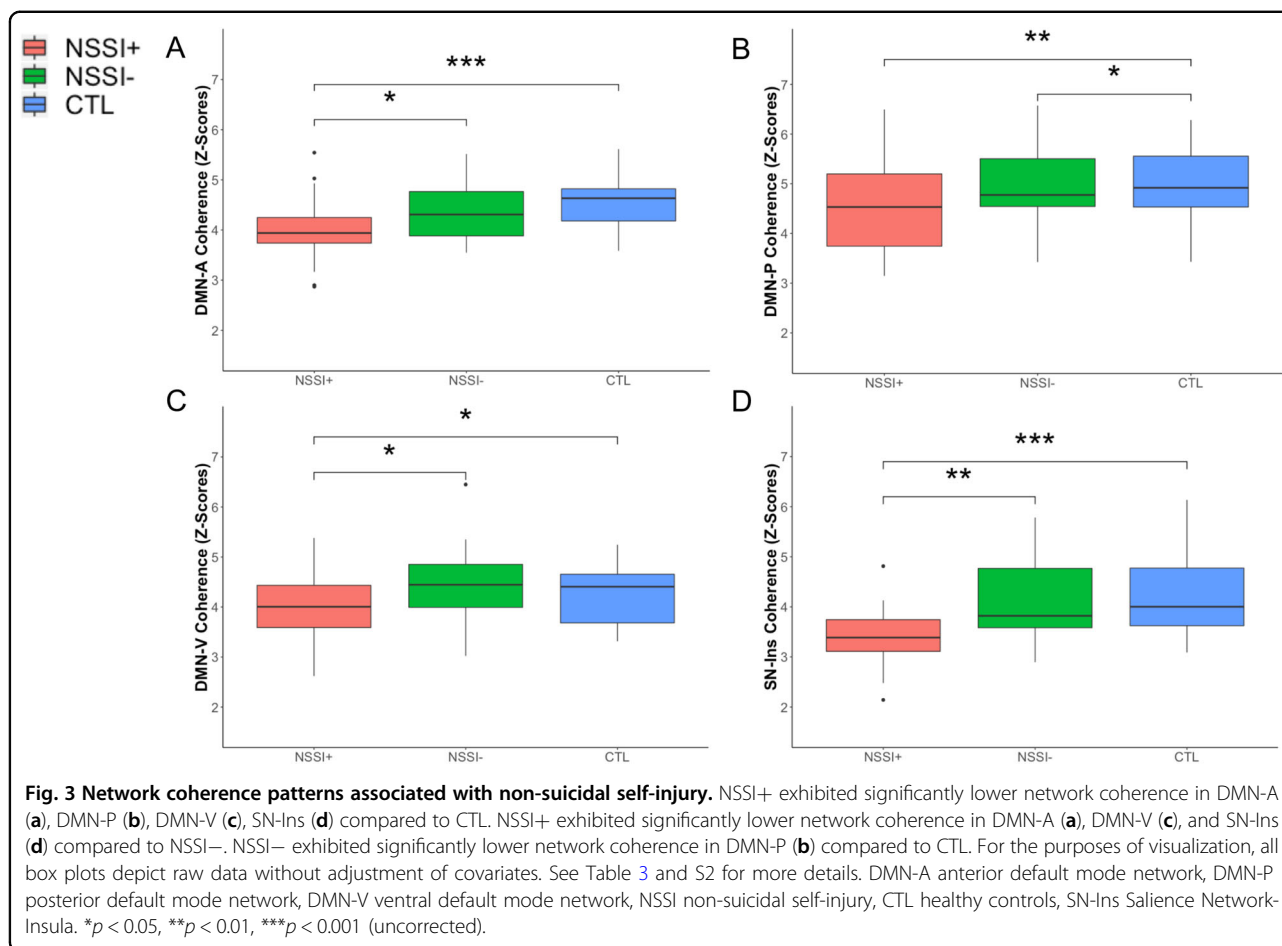 NSSI+
NSSI-
CTL
A
***
*
7
6
5
4
3
2
DMN-A Coherence (Z-Scores)
NSSI+ NSSI- CTL
B
**
*
7
6
5
4
3
2
DMN-P Coherence (Z-Scores)
NSSI+ NSSI- CTL
C
*
*
7
6
5
4
3
2
DMN-V Coherence (Z-Scores)
NSSI+ NSSI- CTL
D
***
**
7
6
5
4
3
2
SN-Ins Coherence (Z-Scores)
NSSI+ NSSI- CTL
Fig. 3 Network coherence patterns associated with non-suicidal self-injury. NSSI+ exhibited significantly lower network coherence in DMN-A
(a), DMN-P (b), DMN-V (c), SN-Ins (d) compared to CTL. NSSI+ exhibited significantly lower network coherence in DMN-A (a), DMN-V (c), and SN-Ins
(d) compared to NSSI−. NSSI− exhibited significantly lower network coherence in DMN-P (b) compared to CTL. For the purposes of visualization, all
box plots depict raw data without adjustment of covariates. See Table 3 and S2 for more details. DMN-A anterior default mode network, DMN-P
posterior default mode network, DMN-V ventral default mode network, NSSI non-suicidal self-injury, CTL healthy controls, SN-Ins Salience Network-
Insula. *p < 0.05, **p < 0.01, ***p < 0.001 (uncorrected).